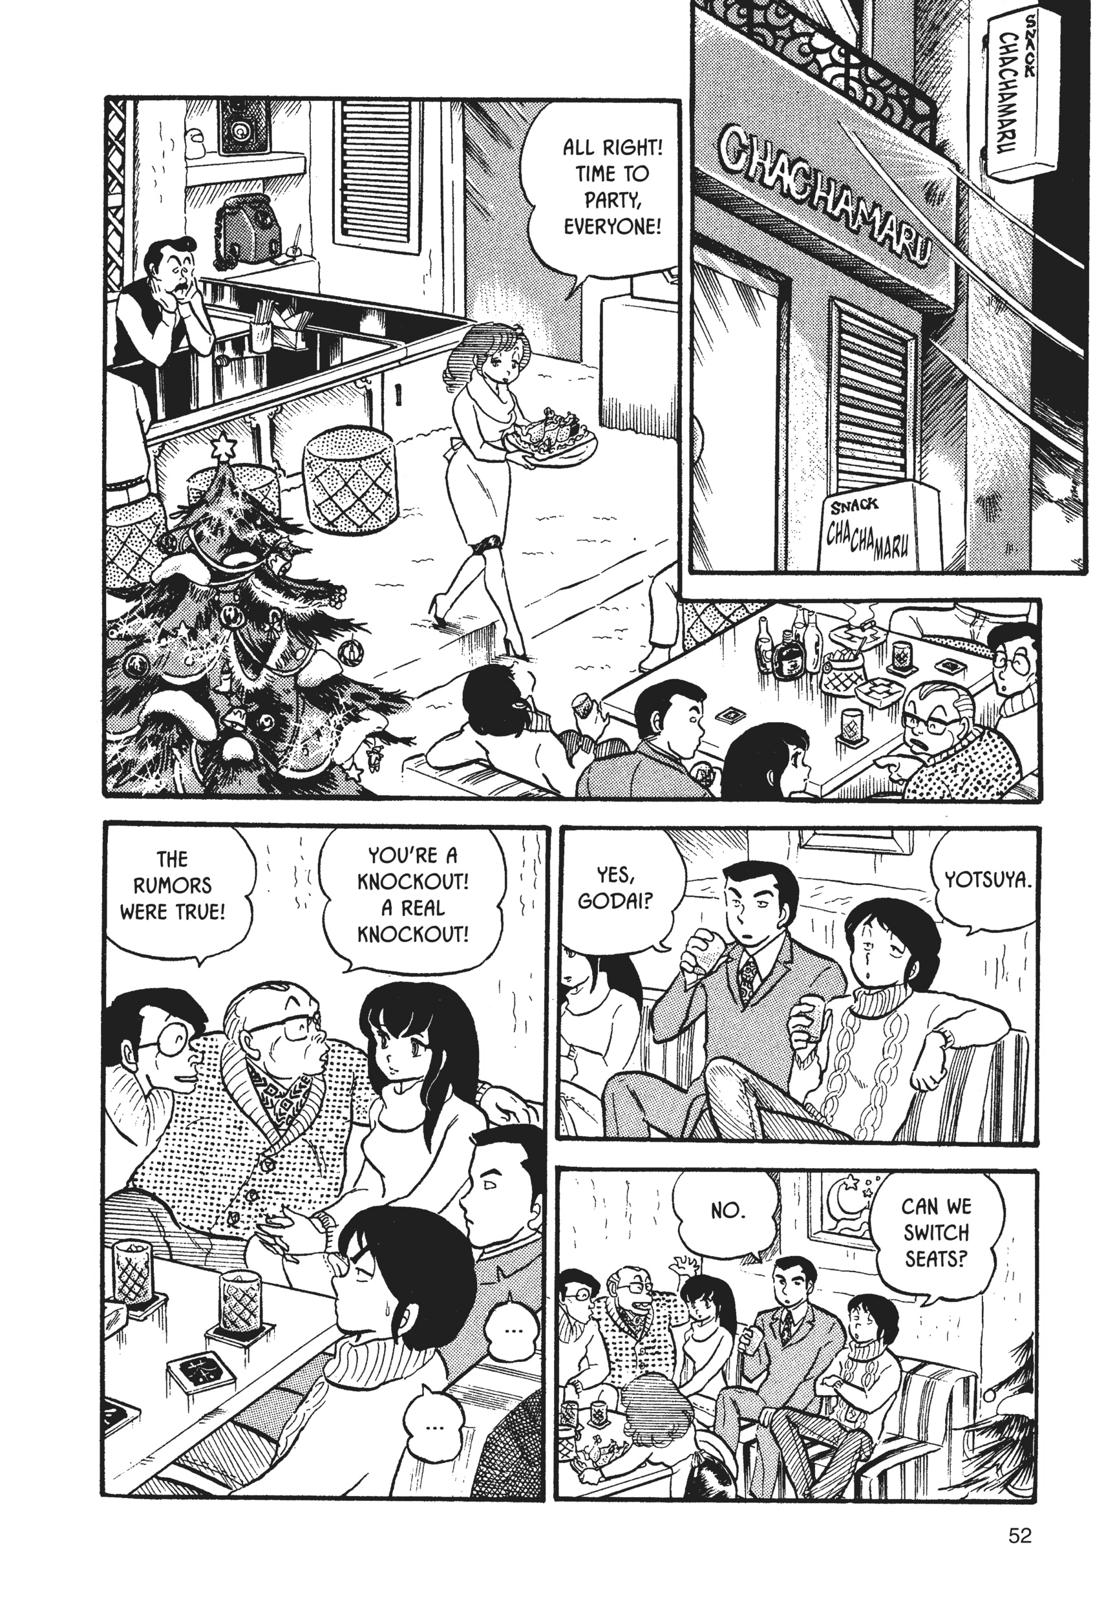 SNACK
CHACHAMARU
CHACHAMARU
SNACK
CHACHAMARU
ALL RIGHT!
TIME TO
PARTY,
EVERYONE!
YOTSUYA.
YES,
GODAI?
CAN WE
SWITCH
SEATS?
NO.
YOU'RE A
KNOCKOUT!
A REAL
KNOCKOUT!
THE
RUMORS
WERE TRUE!
...
...
52